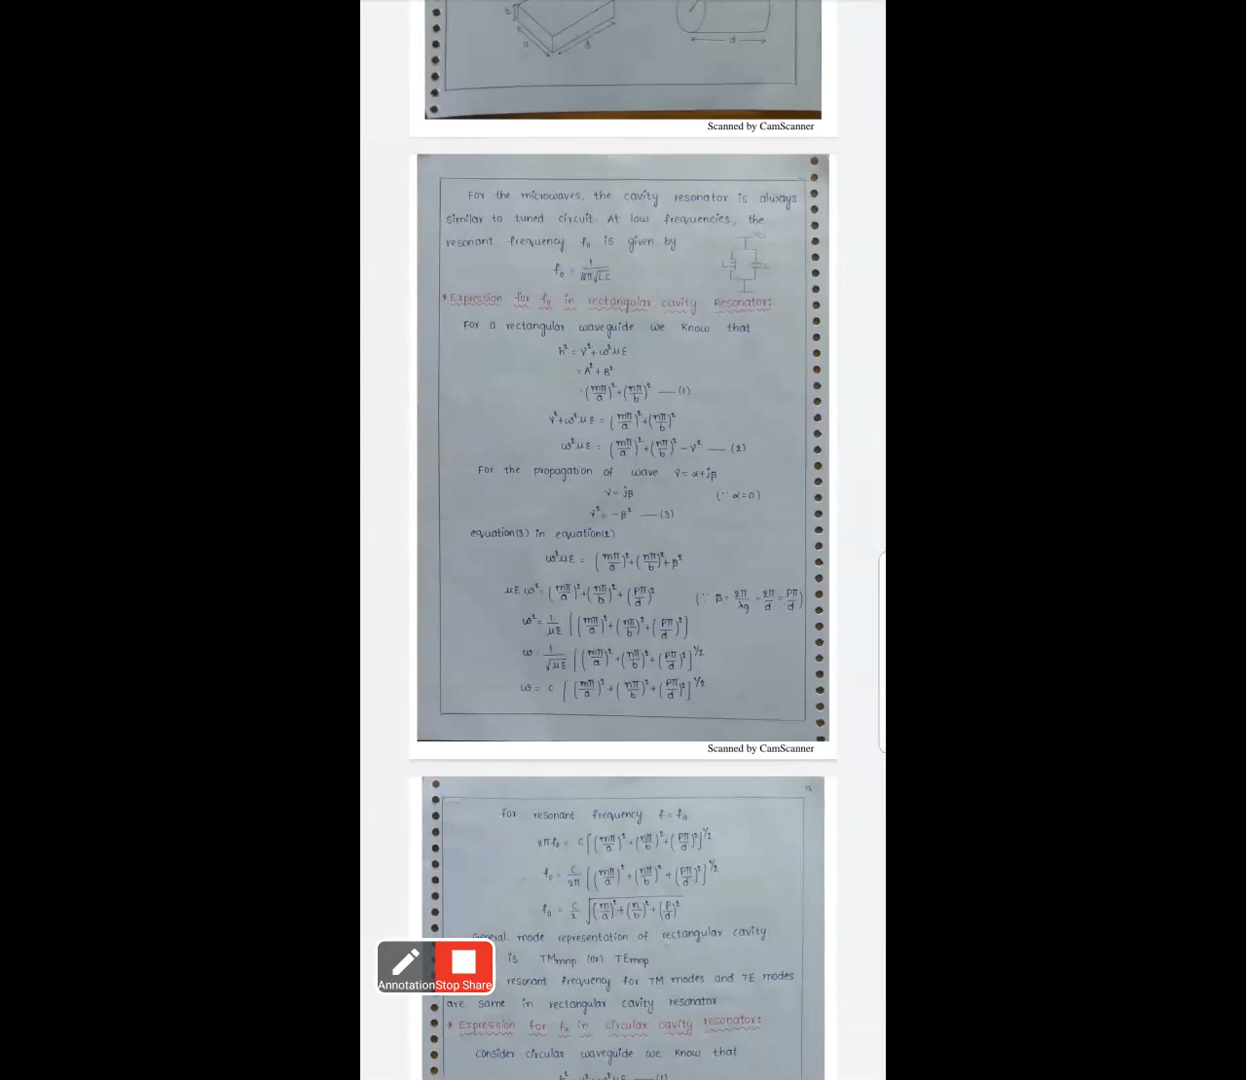 a
d
d
Scanned by CamScanner
For the microwaves, the cavity resonator is always
similar to tuned circuit. At low frequencies, the
resonant frequency f₀ is given by
f₀ = 1/2π√LC
L
* Expression for f₀ in rectangular cavity Resonator:
For a rectangular waveguide we know that
h² = γ² + ω²με
= A² + B²
= (mπ/a)² + (nπ/b)² — (1)
γ² + ω²με = (mπ/a)² + (nπ/b)²
ω²με = (mπ/a)² + (nπ/b)² - γ² — (2)
For the propagation of wave γ = α + jβ
γ = jβ (∵ α = 0)
γ² = -β² — (3)
equation(3) in equation(2)
ω²με = (mπ/a)² + (nπ/b)² + β²
με ω² = (mπ/a)² + (nπ/b)² + (pπ/d)² (∵ β = 2π/λg = 2π/d = pπ/d)
ω² = 1/με [(mπ/a)² + (nπ/b)² + (pπ/d)²]
ω = 1/√με [(mπ/a)² + (nπ/b)² + (pπ/d)²]^1/2
ω = c [(mπ/a)² + (nπ/b)² + (pπ/d)²]^1/2
Scanned by CamScanner
for resonant frequency f = f₀
2πf₀ = c [(mπ/a)² + (nπ/b)² + (pπ/d)²]^1/2
f₀ = c/2π [(mπ/a)² + (nπ/b)² + (pπ/d)²]^1/2
f₀ = c/2 √(m/a)² + (n/b)² + (p/d)²
General mode representation of rectangular cavity
is TMmnp (or) TEmnp
resonant frequency for TM modes and TE modes
are same in rectangular cavity resonator
* Expression for f₀ in circular cavity resonator:
consider circular waveguide we know that
h² = γ² + ω²με — (1)
Annotation Stop Share